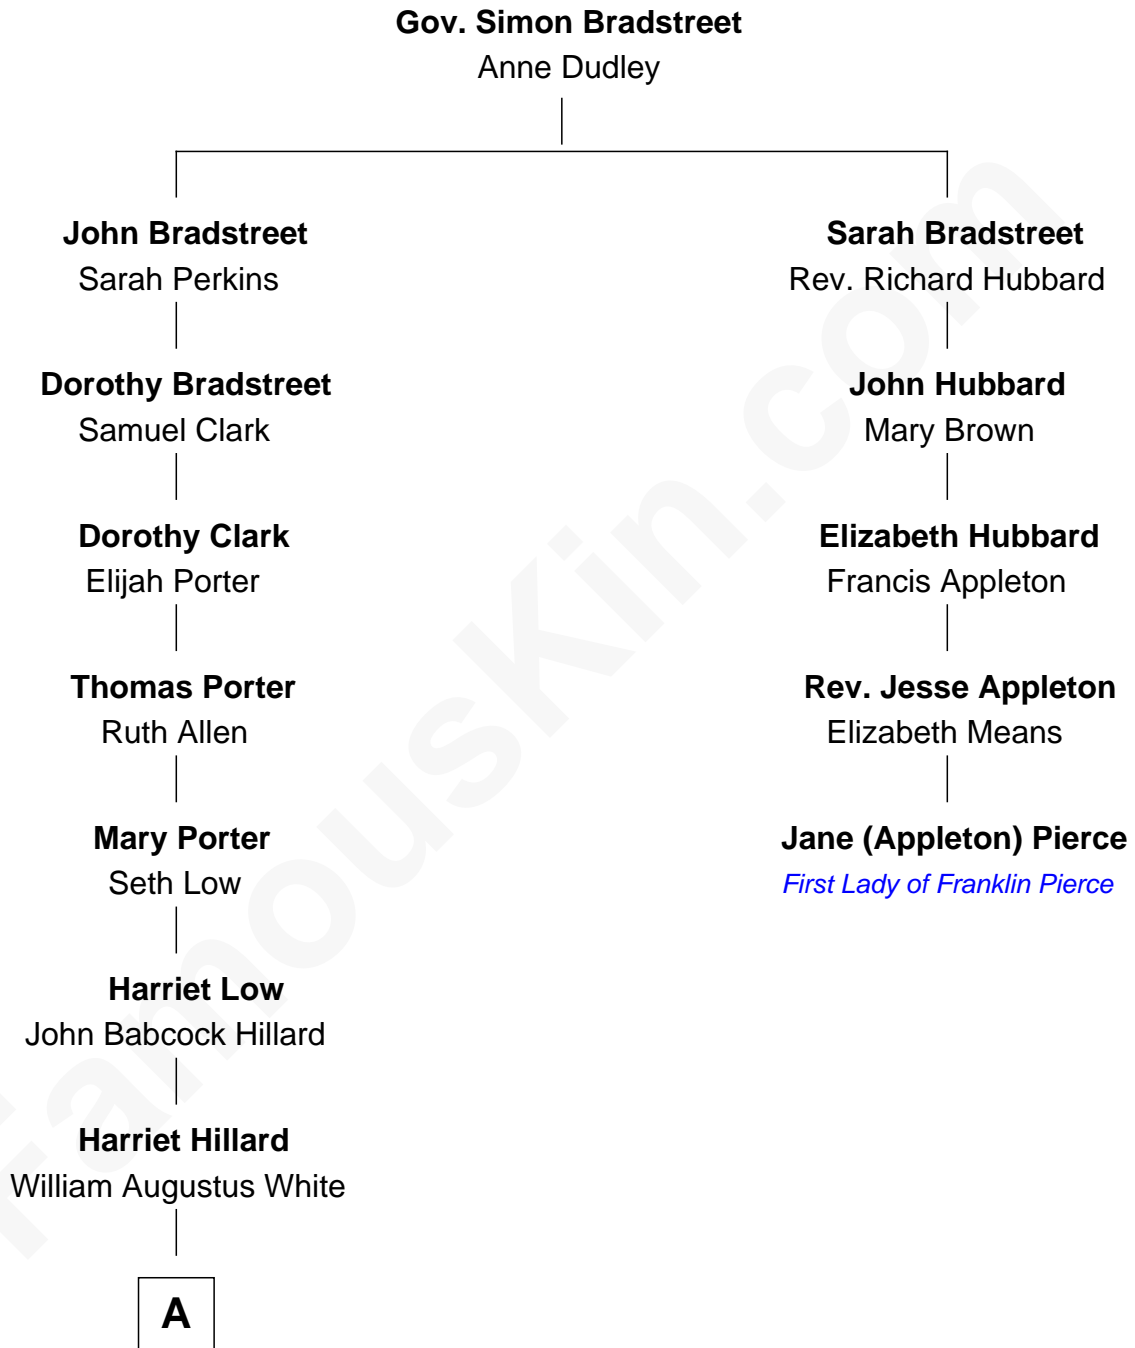 Gov. Simon Bradstreet
Anne Dudley
John Bradstreet
Sarah Perkins
Dorothy Bradstreet
Samuel Clark
Dorothy Clark
Elijah Porter
Thomas Porter
Ruth Allen
Mary Porter
Seth Low
Harriet Low
John Babcock Hillard
Harriet Hillard
William Augustus White
A
Sarah Bradstreet
Rev. Richard Hubbard
John Hubbard
Mary Brown
Elizabeth Hubbard
Francis Appleton
Rev. Jesse Appleton
Elizabeth Means
Jane (Appleton) Pierce
First Lady of Franklin Pierce
FamousKin.com